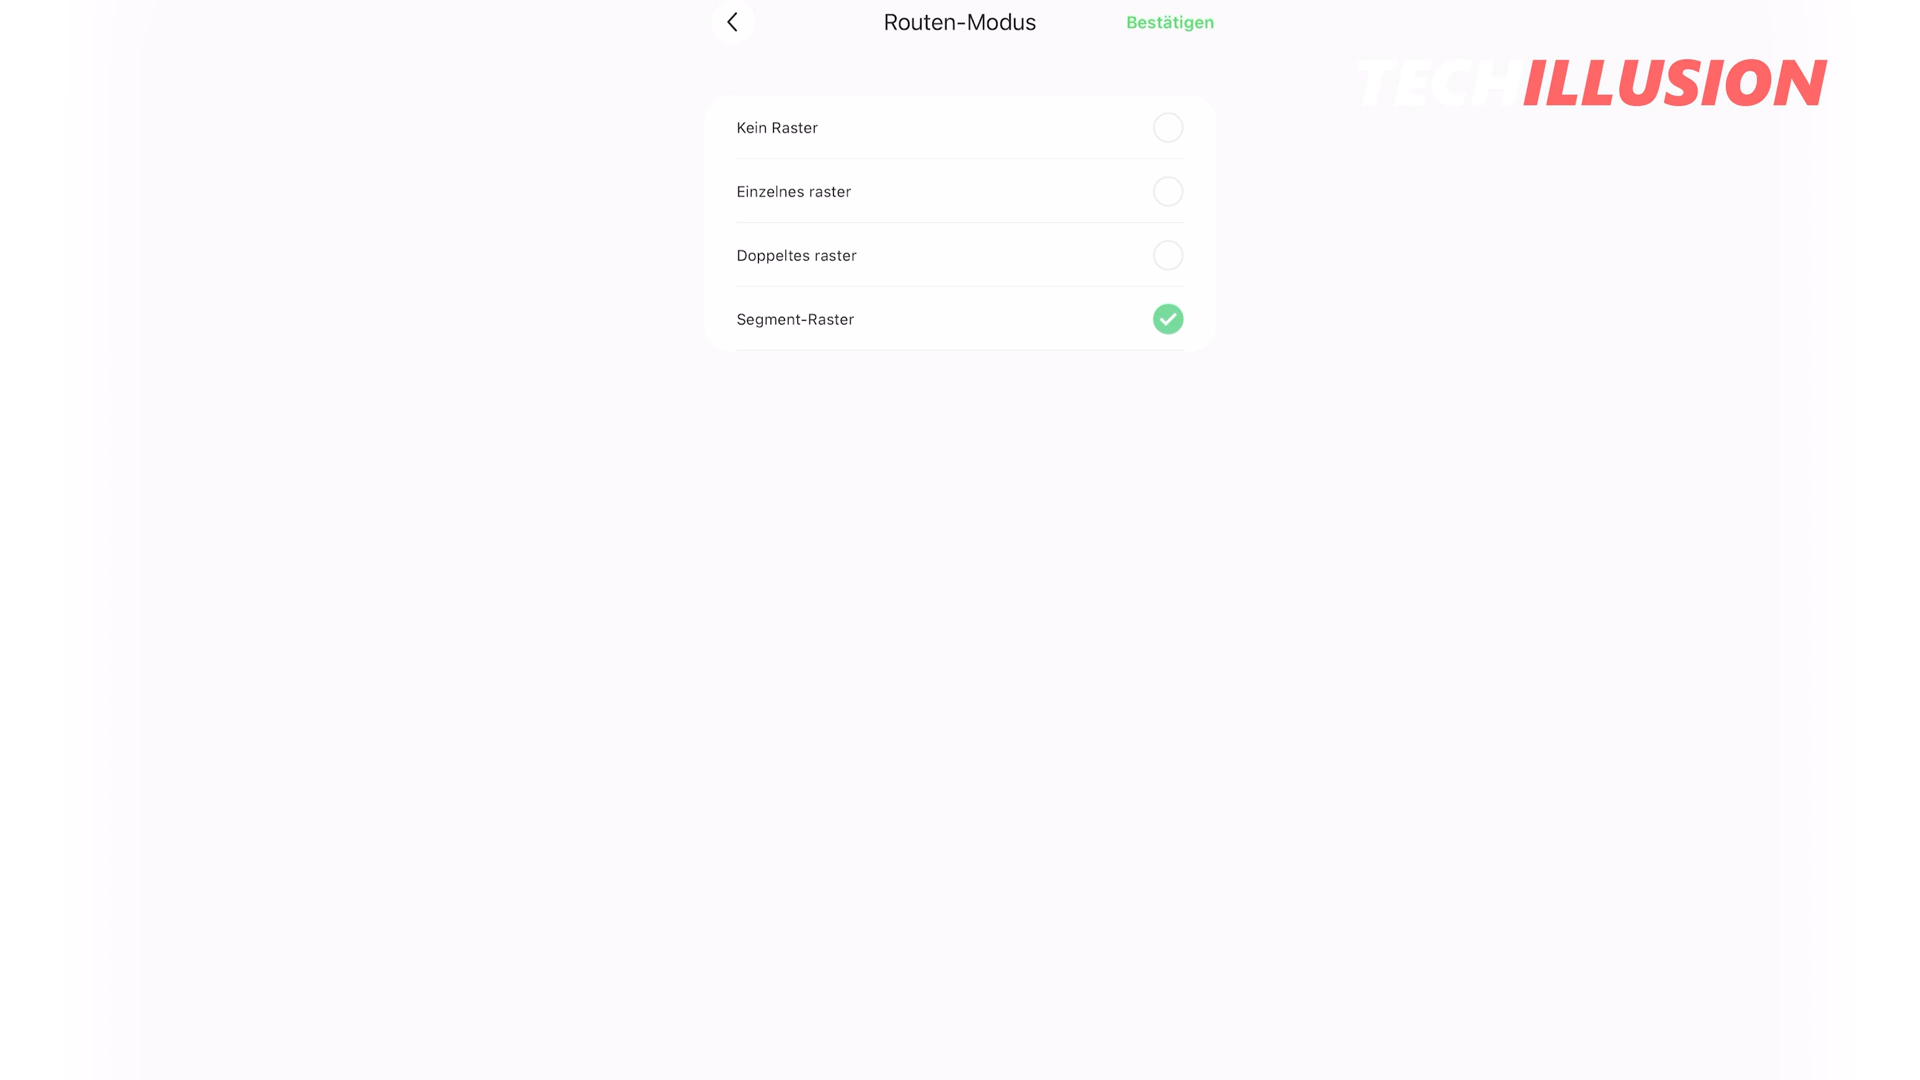 Routen-Modus
Bestätigen
TECHILLUSION
Kein Raster
Einzelnes raster
Doppeltes raster
Segment-Raster